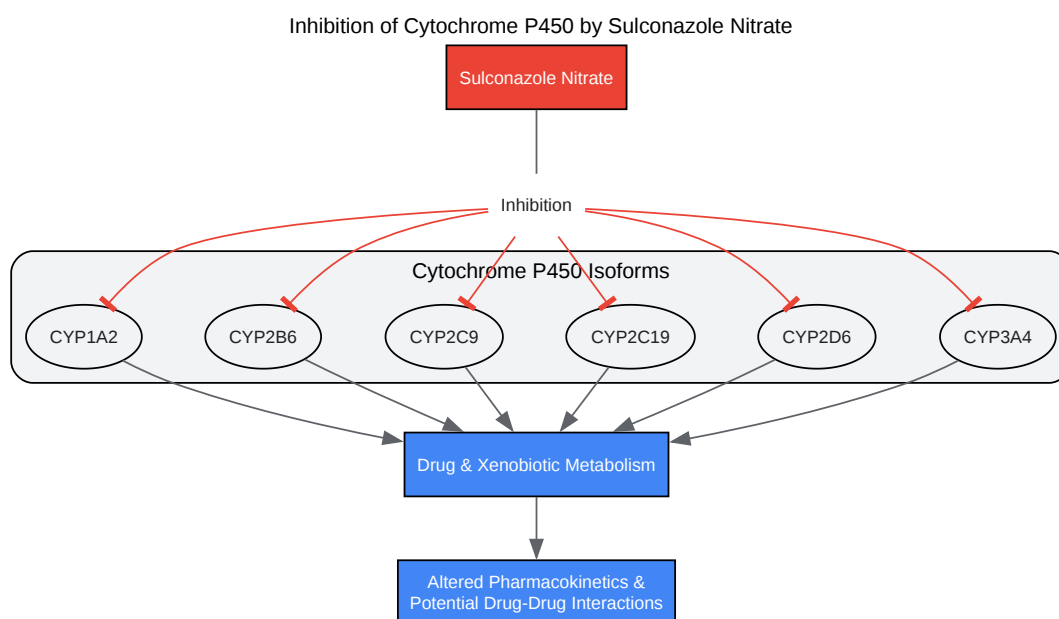 Inhibition of Cytochrome P450 by Sulconazole Nitrate
Sulconazole Nitrate
Inhibition
Cytochrome P450 Isoforms
CYP1A2
CYP2B6
CYP2C9
CYP2C19
CYP2D6
CYP3A4
Drug & Xenobiotic Metabolism
Altered Pharmacokinetics &
Potential Drug-Drug Interactions